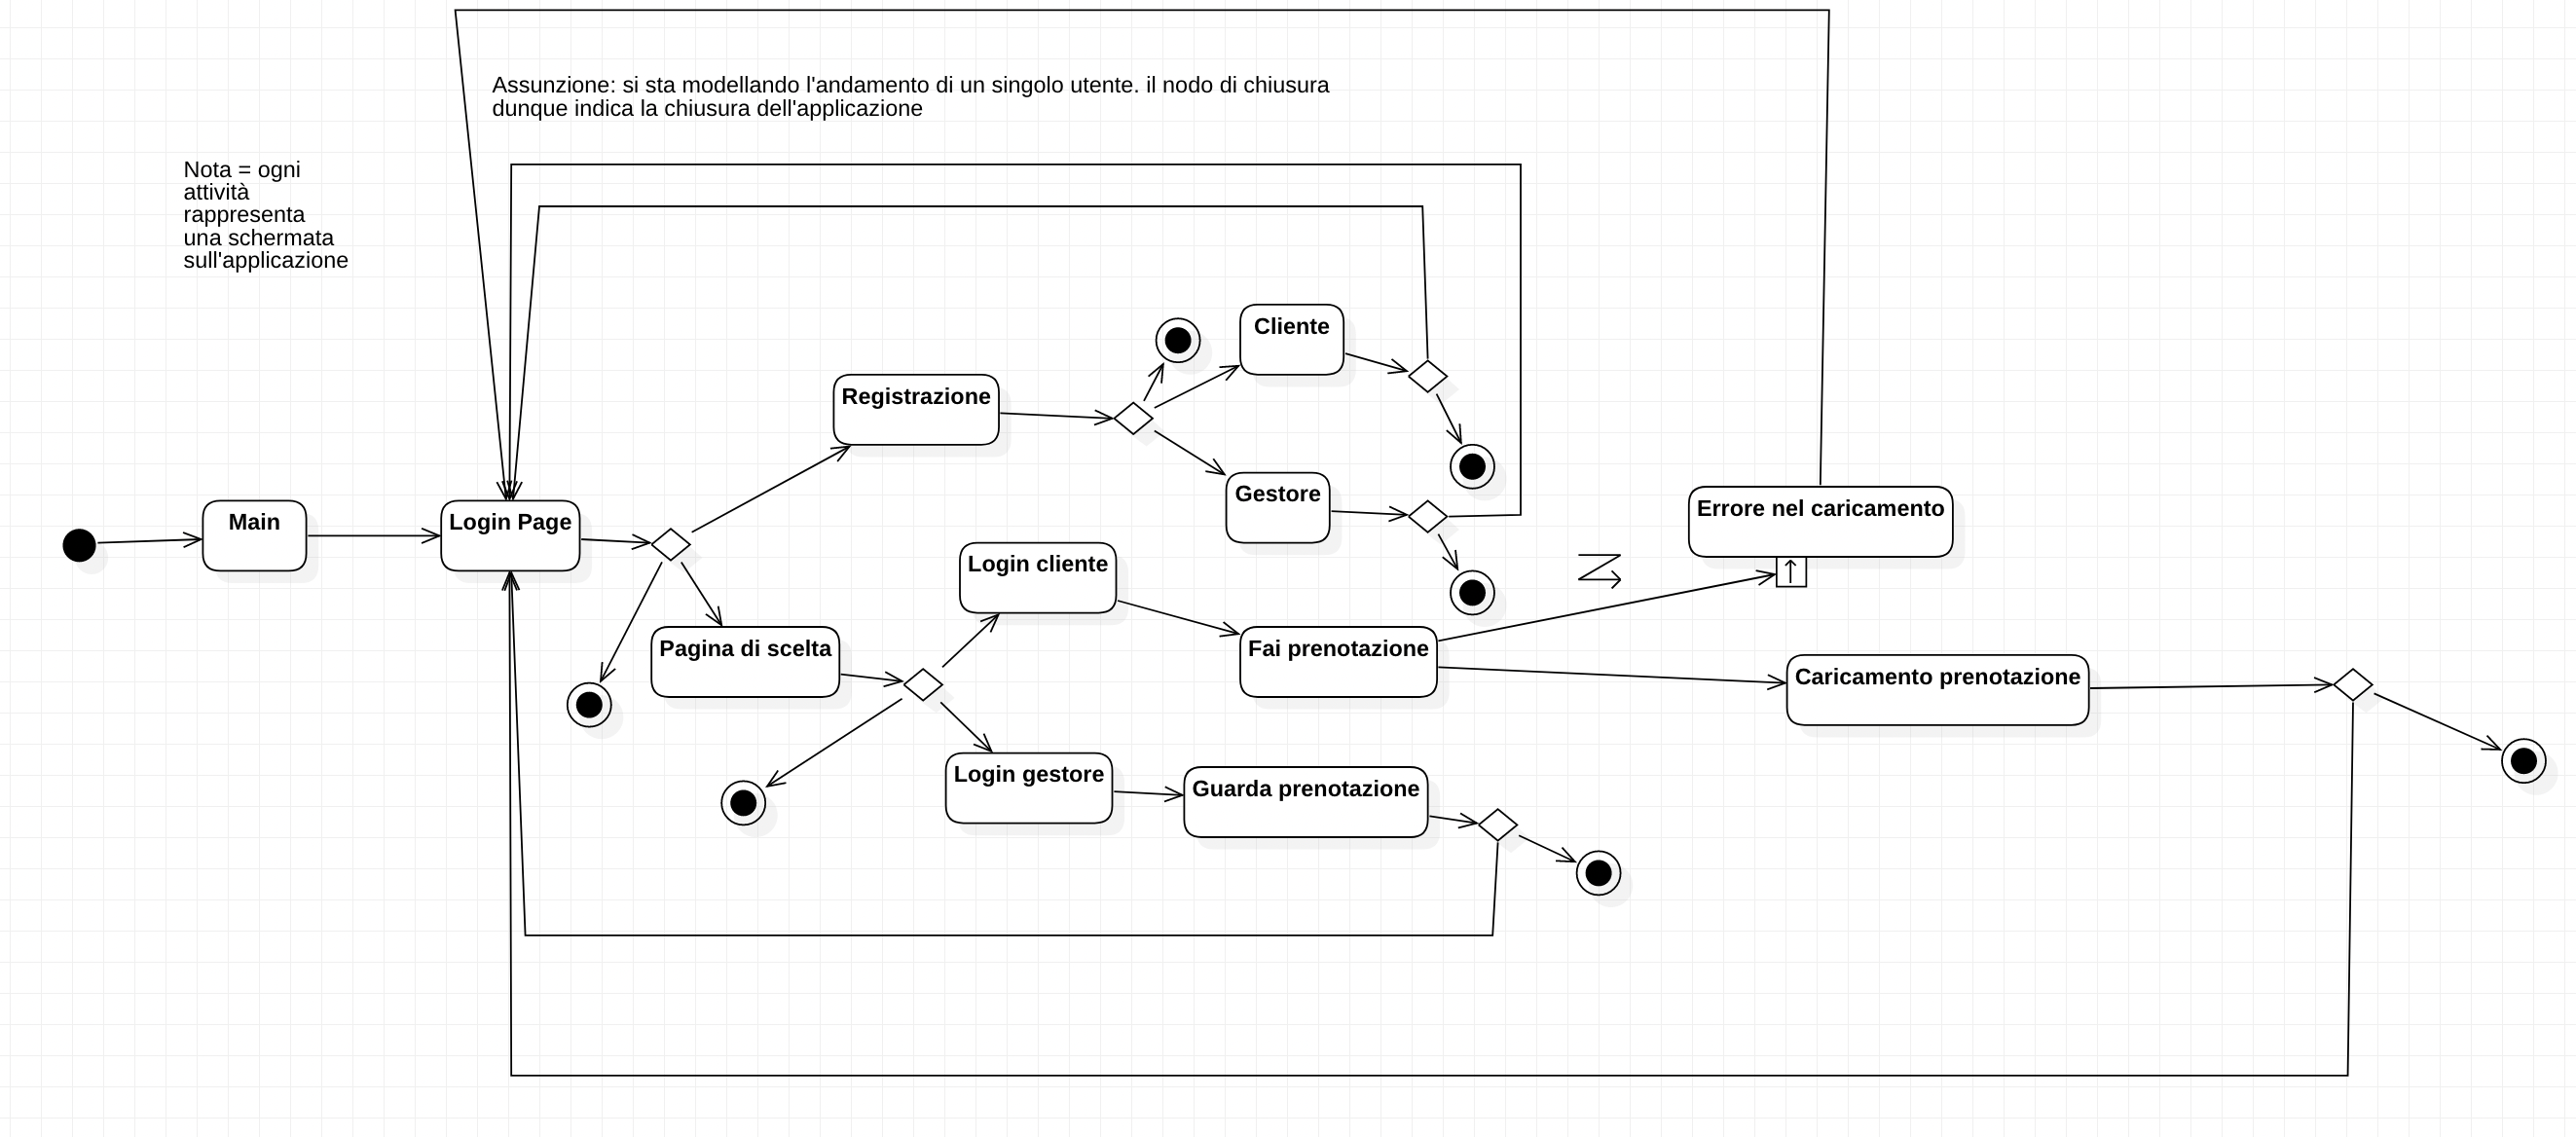 Assunzione: si sta modellando l'andamento di un singolo utente. il nodo di chiusura
dunque indica la chiusura dell'applicazione
Nota = ogni
attività
rappresenta
una schermata
sull'applicazione
Cliente
Registrazione
Gestore
Main
Login Page
Errore nel caricamento
Login cliente
Pagina di scelta
Fai prenotazione
Caricamento prenotazione
Login gestore
Guarda prenotazione